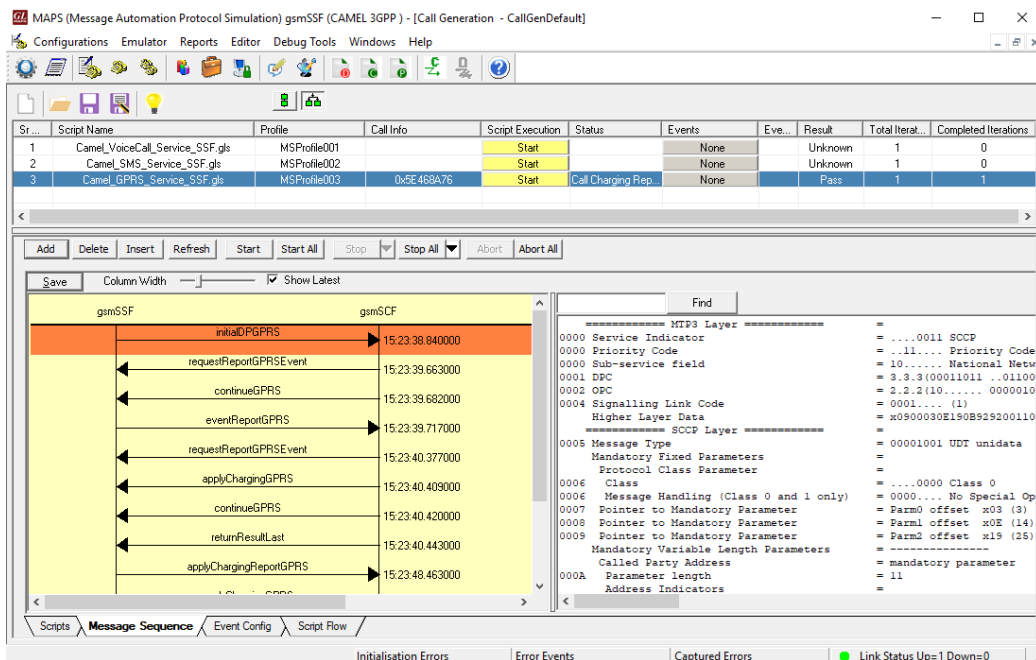 MAPS (Message Automation Protocol Simulation) gsmSSF (CAMEL 3GPP ) - [Call Generation - CallGenDefault]
Configurations Emulator Reports Editor Debug Tools Windows Help
Sr ... Script Name Profile Call Info Script Execution Status Events Eve... Result Total Iterat... Completed Iterations
1 Camel_VoiceCall_Service_SSF.gls MSProfile001 Start None Unknown 1 0
2 Camel_SMS_Service_SSF.gls MSProfile002 Start None Unknown 1 0
3 Camel_GPRS_Service_SSF.gls MSProfile003 0x5E468A76 Start Call Charging Rep... None Pass 1 1
Add Delete Insert Refresh Start Start All Stop Stop All Abort Abort All
Save Column Width Show Latest
gsmSSF gsmSCF
initialDPGPRS
15:23:38.840000
requestReportGPRSEvent
15:23:39.663000
continueGPRS
15:23:39.682000
eventReportGPRS
15:23:39.717000
requestReportGPRSEvent
15:23:40.377000
applyChargingGPRS
15:23:40.409000
continueGPRS
15:23:40.420000
returnResultLast
15:23:40.443000
applyChargingReportGPRS
15:23:48.463000
Find
============ MTP3 Layer ============ =
0000 Service Indicator = ....0011 SCCP
0000 Priority Code = ..11.... Priority Code
0000 Sub-service field = 10...... National Netw
0001 DPC = 3.3.3(00011011 ..01100
0002 OPC = 2.2.2(10...... 0000010
0004 Signalling Link Code = 0001.... (1)
Higher Layer Data = x0900030E190B929200110
============ SCCP Layer ============ =
0005 Message Type = 00001001 UDT unidata
Mandatory Fixed Parameters =
Protocol Class Parameter =
0006 Class = ....0000 Class 0
0006 Message Handling (Class 0 and 1 only) = 0000.... No Special Op
0007 Pointer to Mandatory Parameter = Parm0 offset x03 (3)
0008 Pointer to Mandatory Parameter = Parm1 offset x0E (14)
0009 Pointer to Mandatory Parameter = Parm2 offset x19 (25)
Mandatory Variable Length Parameters = ---------------
Called Party Address = mandatory parameter
000A Parameter length = 11
Address Indicators =
Scripts Message Sequence Event Config Script Flow
Initialisation Errors Error Events Captured Errors Link Status Up=1 Down=0